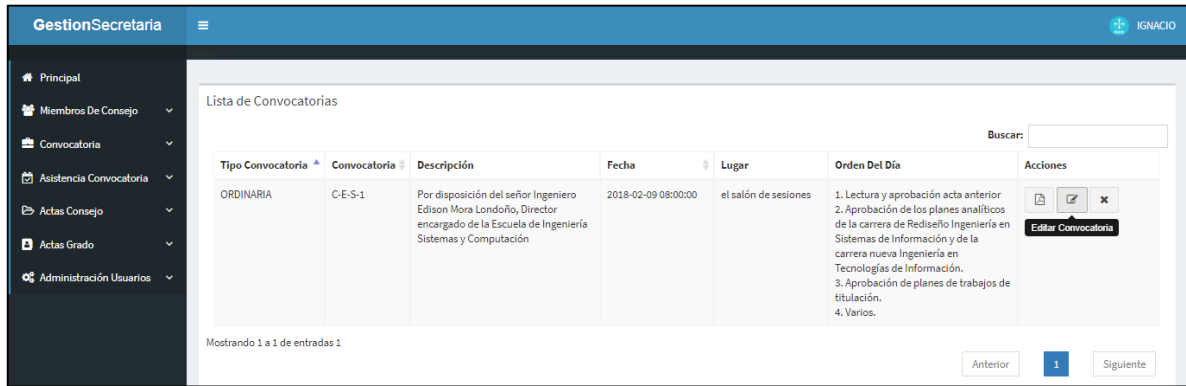 GestionSecretaria
IGNACIO
Principal
Miembros De Consejo
Convocatoria
Asistencia Convocatoria
Actas Consejo
Actas Grado
Administración Usuarios
Lista de Convocatorias
Buscar:
Tipo Convocatoria Convocatoria Descripción Fecha Lugar Orden Del Día Acciones
ORDINARIA
C-E-S-1
Por disposición del señor Ingeniero
Edison Mora Londoño, Director
encargado de la Escuela de Ingeniería
Sistemas y Computación
2018-02-09 08:00:00
el salón de sesiones
1. Lectura y aprobación acta anterior
2. Aprobación de los planes analíticos
de la carrera de Rediseño Ingeniería en
Sistemas de Información y de la
carrera nueva Ingeniería en
Tecnologías de Información.
3. Aprobación de planes de trabajos de
titulación.
4. Varios.
Editar Convocatoria
Mostrando 1 a 1 de entradas 1
Anterior 1 Siguiente